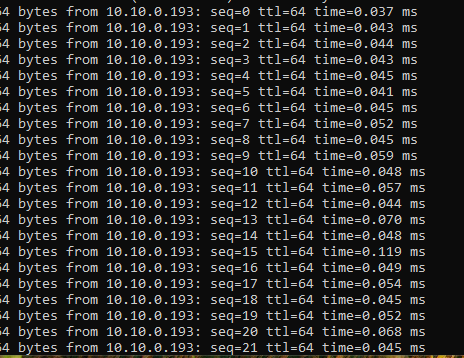 64 bytes from 10.10.0.193: seq=0 ttl=64 time=0.037 ms
64 bytes from 10.10.0.193: seq=1 ttl=64 time=0.043 ms
64 bytes from 10.10.0.193: seq=2 ttl=64 time=0.044 ms
64 bytes from 10.10.0.193: seq=3 ttl=64 time=0.043 ms
64 bytes from 10.10.0.193: seq=4 ttl=64 time=0.045 ms
64 bytes from 10.10.0.193: seq=5 ttl=64 time=0.041 ms
64 bytes from 10.10.0.193: seq=6 ttl=64 time=0.045 ms
64 bytes from 10.10.0.193: seq=7 ttl=64 time=0.052 ms
64 bytes from 10.10.0.193: seq=8 ttl=64 time=0.045 ms
64 bytes from 10.10.0.193: seq=9 ttl=64 time=0.059 ms
64 bytes from 10.10.0.193: seq=10 ttl=64 time=0.048 ms
64 bytes from 10.10.0.193: seq=11 ttl=64 time=0.057 ms
64 bytes from 10.10.0.193: seq=12 ttl=64 time=0.044 ms
64 bytes from 10.10.0.193: seq=13 ttl=64 time=0.070 ms
64 bytes from 10.10.0.193: seq=14 ttl=64 time=0.048 ms
64 bytes from 10.10.0.193: seq=15 ttl=64 time=0.119 ms
64 bytes from 10.10.0.193: seq=16 ttl=64 time=0.049 ms
64 bytes from 10.10.0.193: seq=17 ttl=64 time=0.054 ms
64 bytes from 10.10.0.193: seq=18 ttl=64 time=0.045 ms
64 bytes from 10.10.0.193: seq=19 ttl=64 time=0.052 ms
64 bytes from 10.10.0.193: seq=20 ttl=64 time=0.068 ms
64 bytes from 10.10.0.193: seq=21 ttl=64 time=0.045 ms